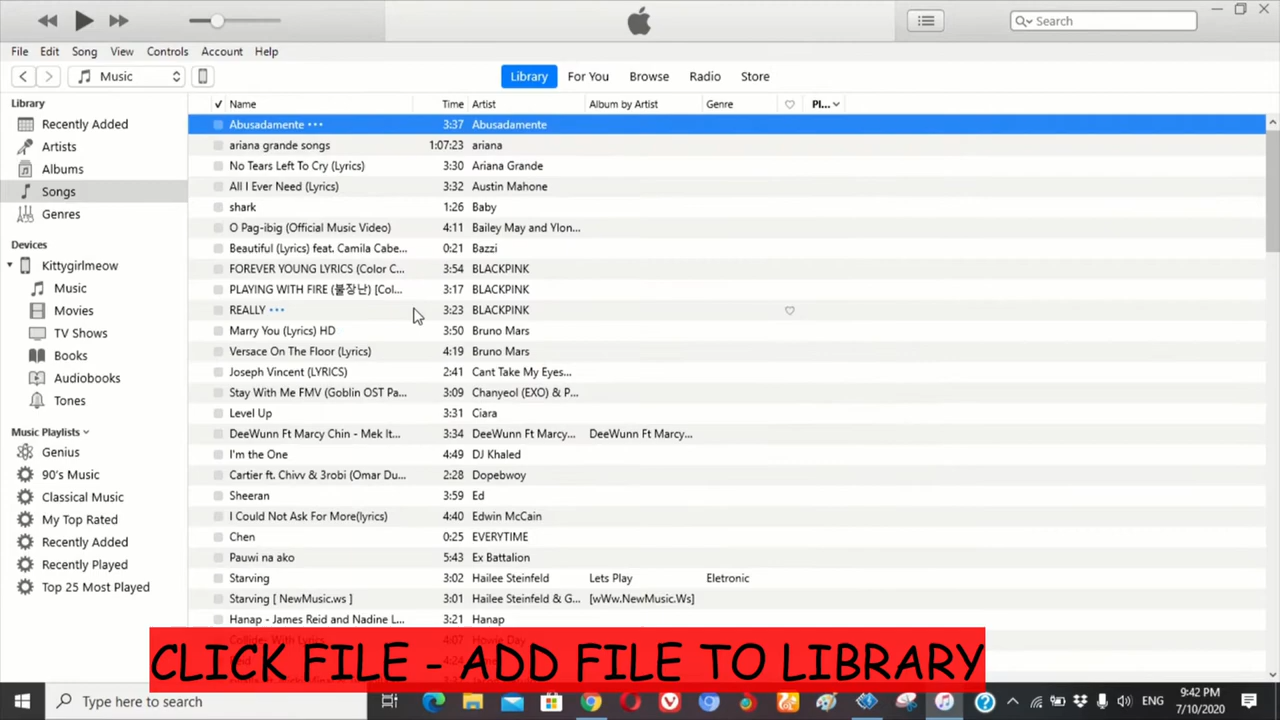 Search
File Edit Song View Controls Account Help
Music Library For You Browse Radio Store
Library
Recently Added
Artists
Albums
Songs
Genres
Devices
Kittygirlmeow
Music
Movies
TV Shows
Books
Audiobooks
Tones
Music Playlists
Genius
90's Music
Classical Music
My Top Rated
Recently Added
Recently Played
Top 25 Most Played
Name Time Artist Album by Artist Genre Pl...
Abusadamente ••• 3:37 Abusadamente
ariana grande songs 1:07:23 ariana
No Tears Left To Cry (Lyrics) 3:30 Ariana Grande
All I Ever Need (Lyrics) 3:32 Austin Mahone
shark 1:26 Baby
O Pag-ibig (Official Music Video) 4:11 Bailey May and Ylon...
Beautiful (Lyrics) feat. Camila Cabe... 0:21 Bazzi
FOREVER YOUNG LYRICS (Color C... 3:54 BLACKPINK
PLAYING WITH FIRE (불장난) [Col... 3:17 BLACKPINK
REALLY ••• 3:23 BLACKPINK
Marry You (Lyrics) HD 3:50 Bruno Mars
Versace On The Floor (Lyrics) 4:19 Bruno Mars
Joseph Vincent (LYRICS) 2:41 Cant Take My Eyes...
Stay With Me FMV (Goblin OST Pa... 3:09 Chanyeol (EXO) & P...
Level Up 3:31 Ciara
DeeWunn Ft Marcy Chin - Mek It... 3:34 DeeWunn Ft Marcy... DeeWunn Ft Marcy...
I'm the One 4:49 DJ Khaled
Cartier ft. Chivv & 3robi (Omar Du... 2:28 Dopebwoy
Sheeran 3:59 Ed
I Could Not Ask For More(lyrics) 4:40 Edwin McCain
Chen 0:25 EVERYTIME
Pauwi na ako 5:43 Ex Battalion
Starving 3:02 Hailee Steinfeld Lets Play Eletronic
Starving [ NewMusic.ws ] 3:01 Hailee Steinfeld & G... [wWw.NewMusic.Ws]
Hanap - James Reid and Nadine L... 3:21 Hanap
Collide- With Lyrics 4:07 Howie Day
CLICK FILE - ADD FILE TO LIBRARY
Type here to search
ENG
9:42 PM
7/10/2020